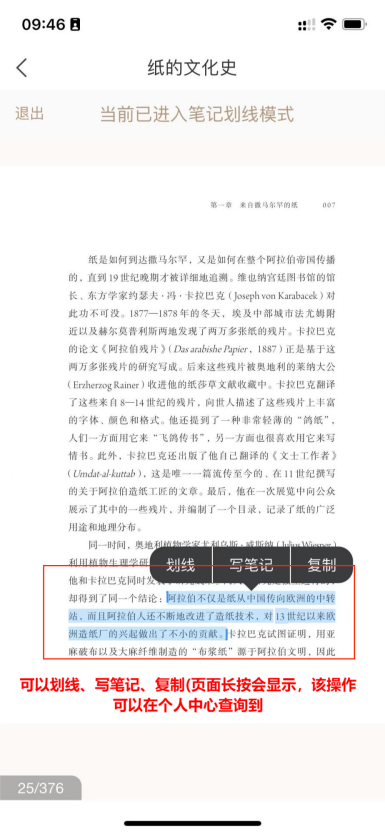 09:46
纸的文化史
退出
当前已进入笔记划线模式
第一章 来自撒马尔罕的纸 007
纸是如何到达撒马尔罕，又是如何在整个阿拉伯帝国传播
的，直到 19 世纪晚期才被详细地追溯。维也纳宫廷图书馆的馆
长、东方学家约瑟夫·冯·卡拉巴克（Joseph von Karabacek）对
此功不可没。1877—1878 年的冬天，埃及中部城市法尤姆附
近以及赫尔莫普利斯两地发现了两万多张纸的残片。卡拉巴克
的论文《阿拉伯残片》（Das arabishe Papier，1887）正是基于这
两万多张残片的研究写成。后来这些残片被奥地利的莱纳大公
（Erzherzog Rainer）收进他的纸莎草文献收藏中。卡拉巴克翻译
了这些来自 8—14 世纪的残片，向世人描述了这些残片上丰富
的字体、颜色和格式。他还提到了一种非常轻薄的“鸽纸”，
人们一方面用它来“飞鸽传书”，另一方面也很喜欢用它来写
情书。此外，卡拉巴克还出版了他自己翻译的《文士工作者》
（Umdat-al-kuttab），这是唯一一篇流传至今的、在 11 世纪撰写
的关于阿拉伯造纸工匠的文章。最后，他在一次展览中向公众
展示了其中的一些残片，并编制了一个目录，记录了纸的广泛
用途和地理分布。
同一时间，奥地利植物学家尤利乌斯·威斯纳（Julius Wiesner）
利用植物生理学研
划线 写笔记 复制
他和卡拉巴克同时发
却得到了同一个结论：阿拉伯不仅是纸从中国传向欧洲的中转
站，而且阿拉伯人还不断地改进了造纸技术，对 13 世纪以来欧
洲造纸厂的兴起做出了不小的贡献。卡拉巴克试图证明，用亚
麻破布以及大麻纤维制造的“布浆纸”源于阿拉伯文明，因此
可以划线、写笔记、复制(页面长按会显示，该操作
可以在个人中心查询到
25/376